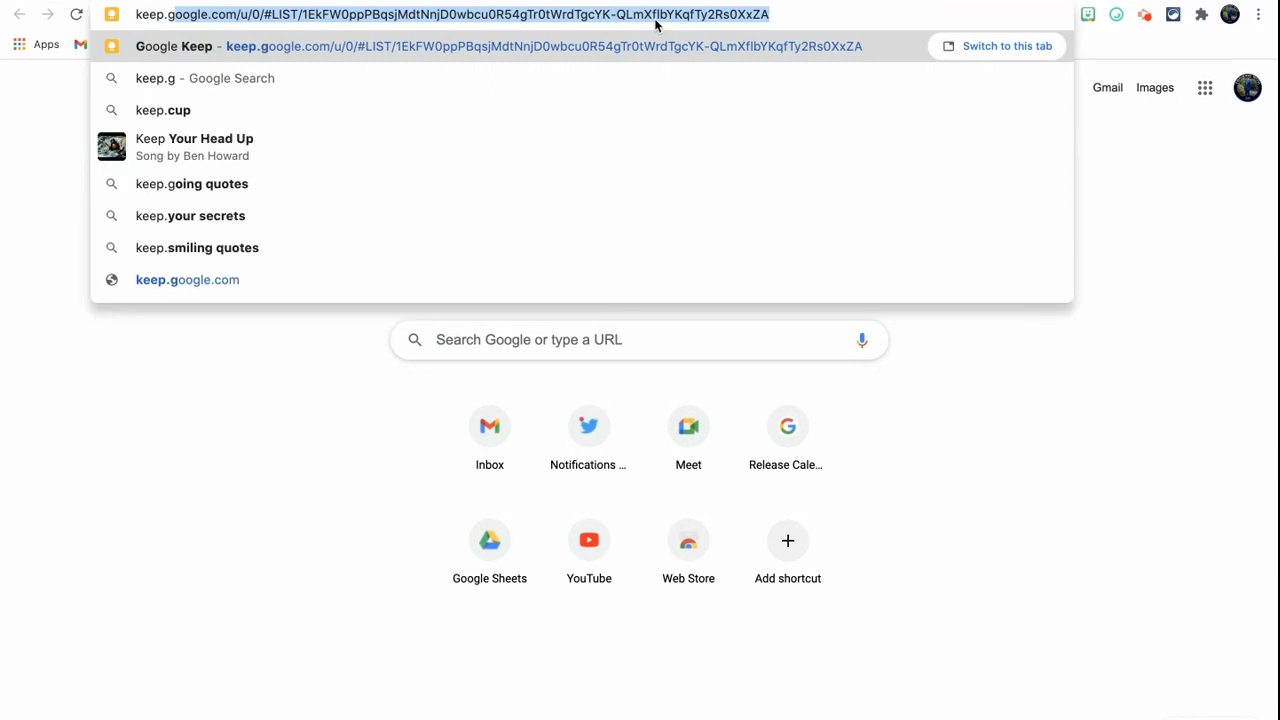 keep.google.com/u/0/#LIST/1EkFW0ppPBqsjMdtNnjD0wbcu0R54gTr0tWrdTgcYK-QLmXflbYKqfTy2Rs0XxZA
Google Keep - keep.google.com/u/0/#LIST/1EkFW0ppPBqsjMdtNnjD0wbcu0R54gTr0tWrdTgcYK-QLmXflbYKqfTy2Rs0XxZA Switch to this tab
Apps
keep.g - Google Search
Gmail Images
keep.cup
Keep Your Head Up
Song by Ben Howard
keep.going quotes
keep.your secrets
keep.smiling quotes
keep.google.com
Search Google or type a URL
Inbox Notifications ... Meet Release Cale...
Google Sheets YouTube Web Store Add shortcut